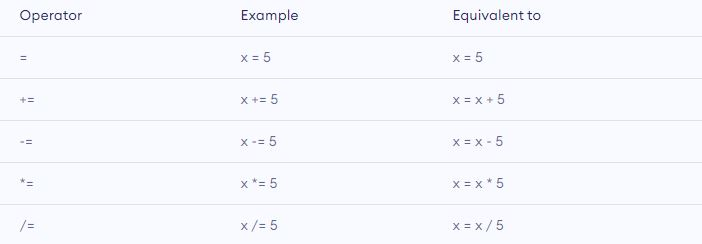 Operator Example Equivalent to
= x = 5 x = 5
+= x += 5 x = x + 5
-= x -= 5 x = x - 5
*= x *= 5 x = x * 5
/= x /= 5 x = x / 5